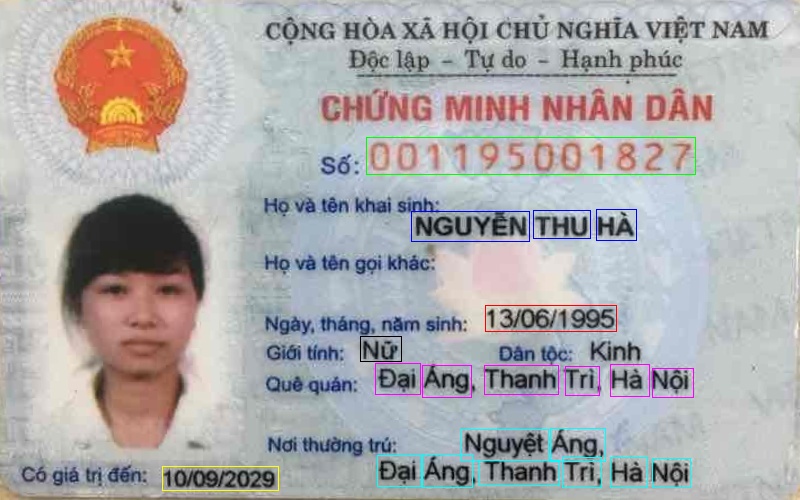 CỘNG HÒA XÃ HỘI CHỦ NGHĨA VIỆT NAM
Độc lập - Tự do - Hạnh phúc
CHỨNG MINH NHÂN DÂN
Số: 001195001827
Họ và tên khai sinh:
NGUYỄN THU HÀ
Họ và tên gọi khác:
Ngày, tháng, năm sinh: 13/06/1995
Giới tính: Nữ Dân tộc: Kinh
Quê quán: Đại Áng, Thanh Trì, Hà Nội
Nơi thường trú: Nguyệt Áng,
Đại Áng, Thanh Trì, Hà Nội
Có giá trị đến: 10/09/2029